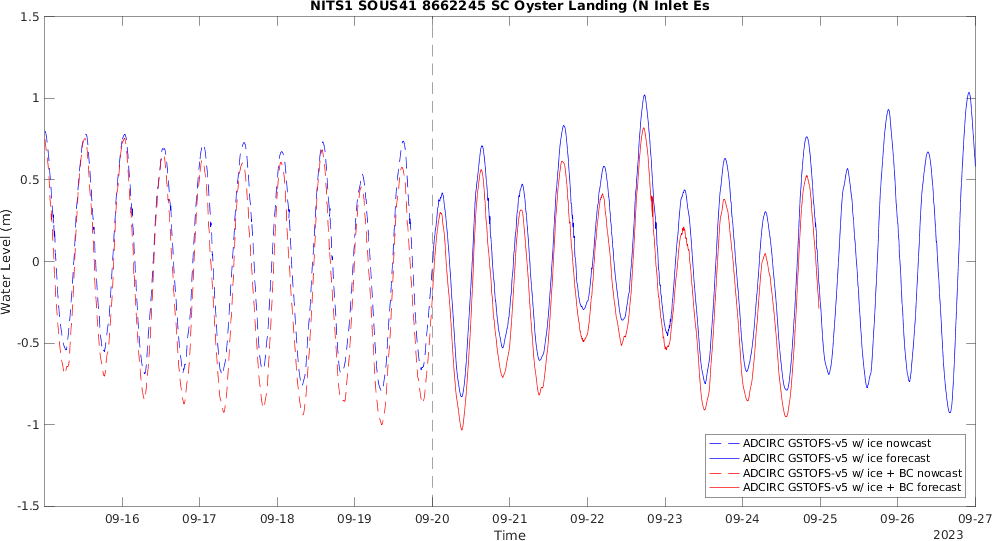 NITS1 SOUS41 8662245 SC Oyster Landing (N Inlet Es
1.5
1
0.5
0
-0.5
-1
-1.5
Water Level (m)
ADCIRC GSTOFS-v5 w/ ice nowcast
ADCIRC GSTOFS-v5 w/ ice forecast
ADCIRC GSTOFS-v5 w/ ice + BC nowcast
ADCIRC GSTOFS-v5 w/ ice + BC forecast
09-16 09-17 09-18 09-19 09-20 09-21 09-22 09-23 09-24 09-25 09-26 09-27
Time
2023